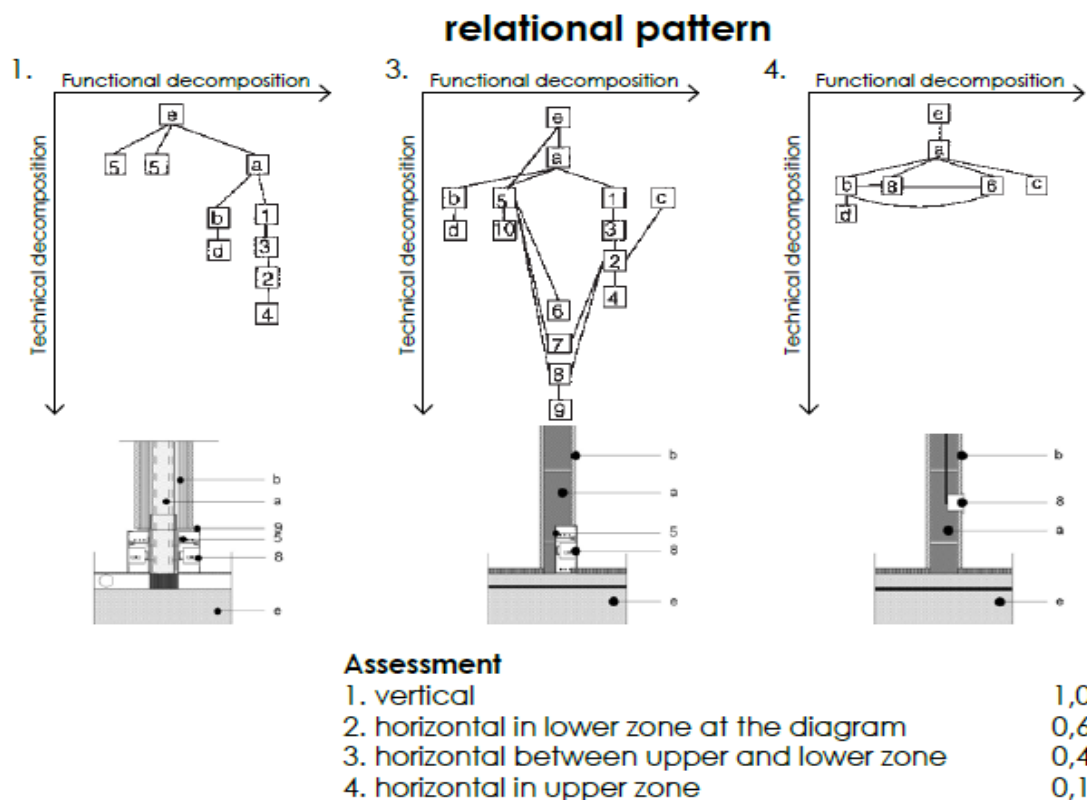 relational pattern
1.
Functional decomposition
Technical decomposition
e
5
5
a
b
1
d
3
2
4
3.
Functional decomposition
Technical decomposition
e
a
b
5
1
c
d
10
3
2
4
6
7
8
9
4.
Functional decomposition
Technical decomposition
e
a
b
8
6
c
d
b
a
9
5
8
e
b
a
5
8
e
b
8
a
e
Assessment
1. vertical 1,0
2. horizontal in lower zone at the diagram 0,6
3. horizontal between upper and lower zone 0,4
4. horizontal in upper zone 0,1